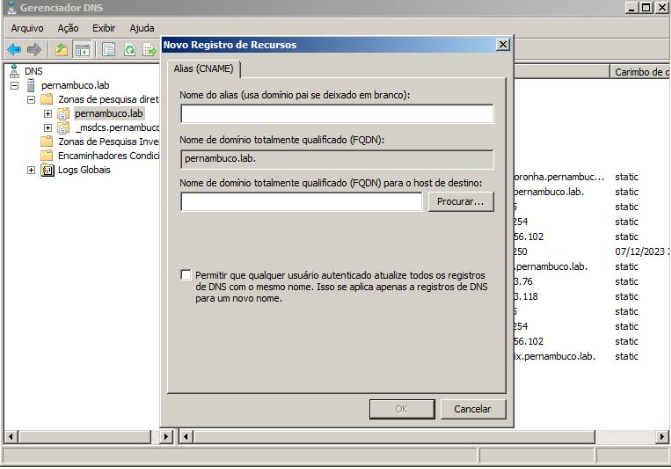 Gerenciador DNS
Arquivo Ação Exibir Ajuda
Novo Registro de Recursos
Alias (CNAME)
Nome do alias (usa domínio pai se deixado em branco):
Nome de domínio totalmente qualificado (FQDN):
pernambuco.lab.
Nome de domínio totalmente qualificado (FQDN) para o host de destino:
Procurar...
Permitir que qualquer usuário autenticado atualize todos os registros
de DNS com o mesmo nome. Isso se aplica apenas a registros de DNS
para um novo nome.
OK Cancelar
DNS
pernambuco.lab
Zonas de pesquisa diret
pernambuco.lab
_msdcs.pernambuco
Zonas de Pesquisa Inve
Encaminhadores Condici
Logs Globais
Carimbo de d
oronha.pernambuc... static
pernambuco.lab. static
static
254 static
56.102 static
250 07/12/2023
.pernambuco.lab. static
3.76 static
3.118 static
static
254 static
56.102 static
ix.pernambuco.lab. static